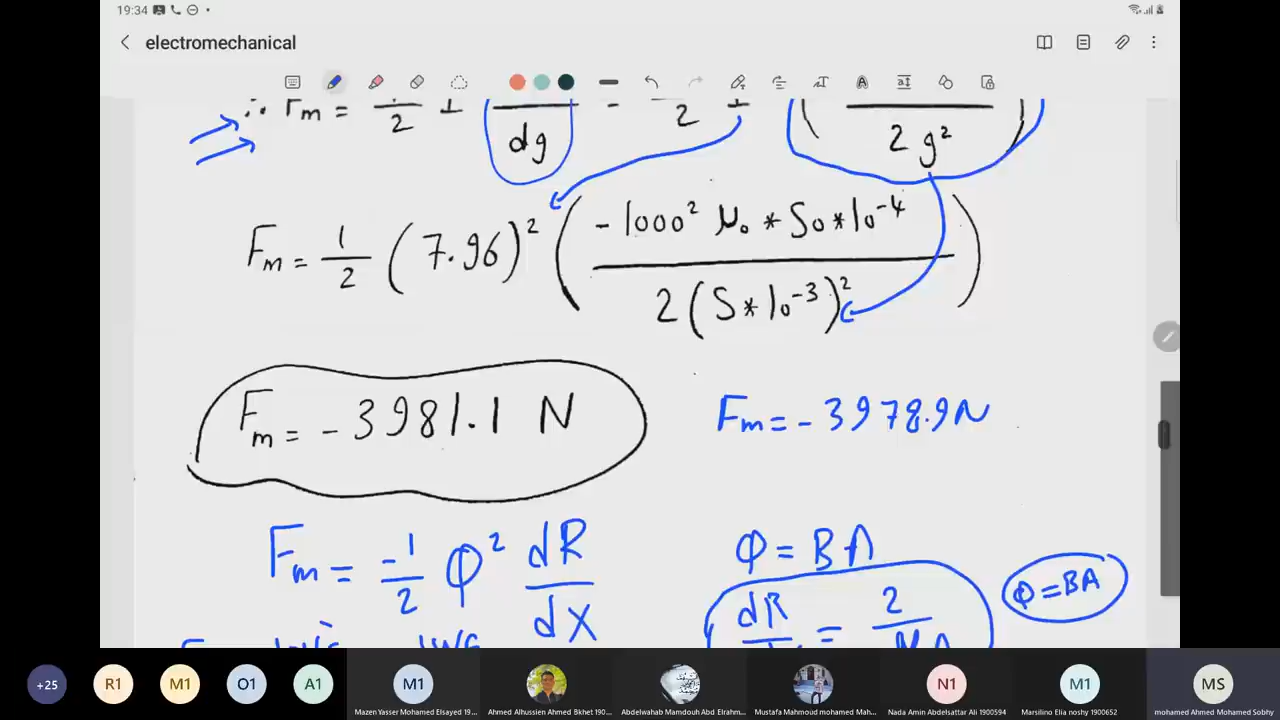 19:34
electromechanical
∴ Fm = 1/2 I dg = 2 I 2 g²
Fm = 1/2 (7.96)² ( -1000² μ₀ * 50*10⁻⁴ / 2(5*10⁻³)² )
Fm = - 3981.1 N
Fm = - 3978.9 N
Fm = -1/2 φ² dR/dX
φ = BA
φ = BA
dR = 2
+25
R1
M1
O1
A1
M1
N1
M1
MS
Mazen Yasser Mohamed Elsayed 19...
Ahmed Alhussien Ahmed Bkhet 190...
Abdelwahab Mamdouh Abd Elrahm...
Mustafa Mahmoud mohamed Mah...
Nada Amin Abdelsattar Ali 1900594
Marsilino Elia noshy 1900652
mohamed Ahmed Mohamed Sobhy